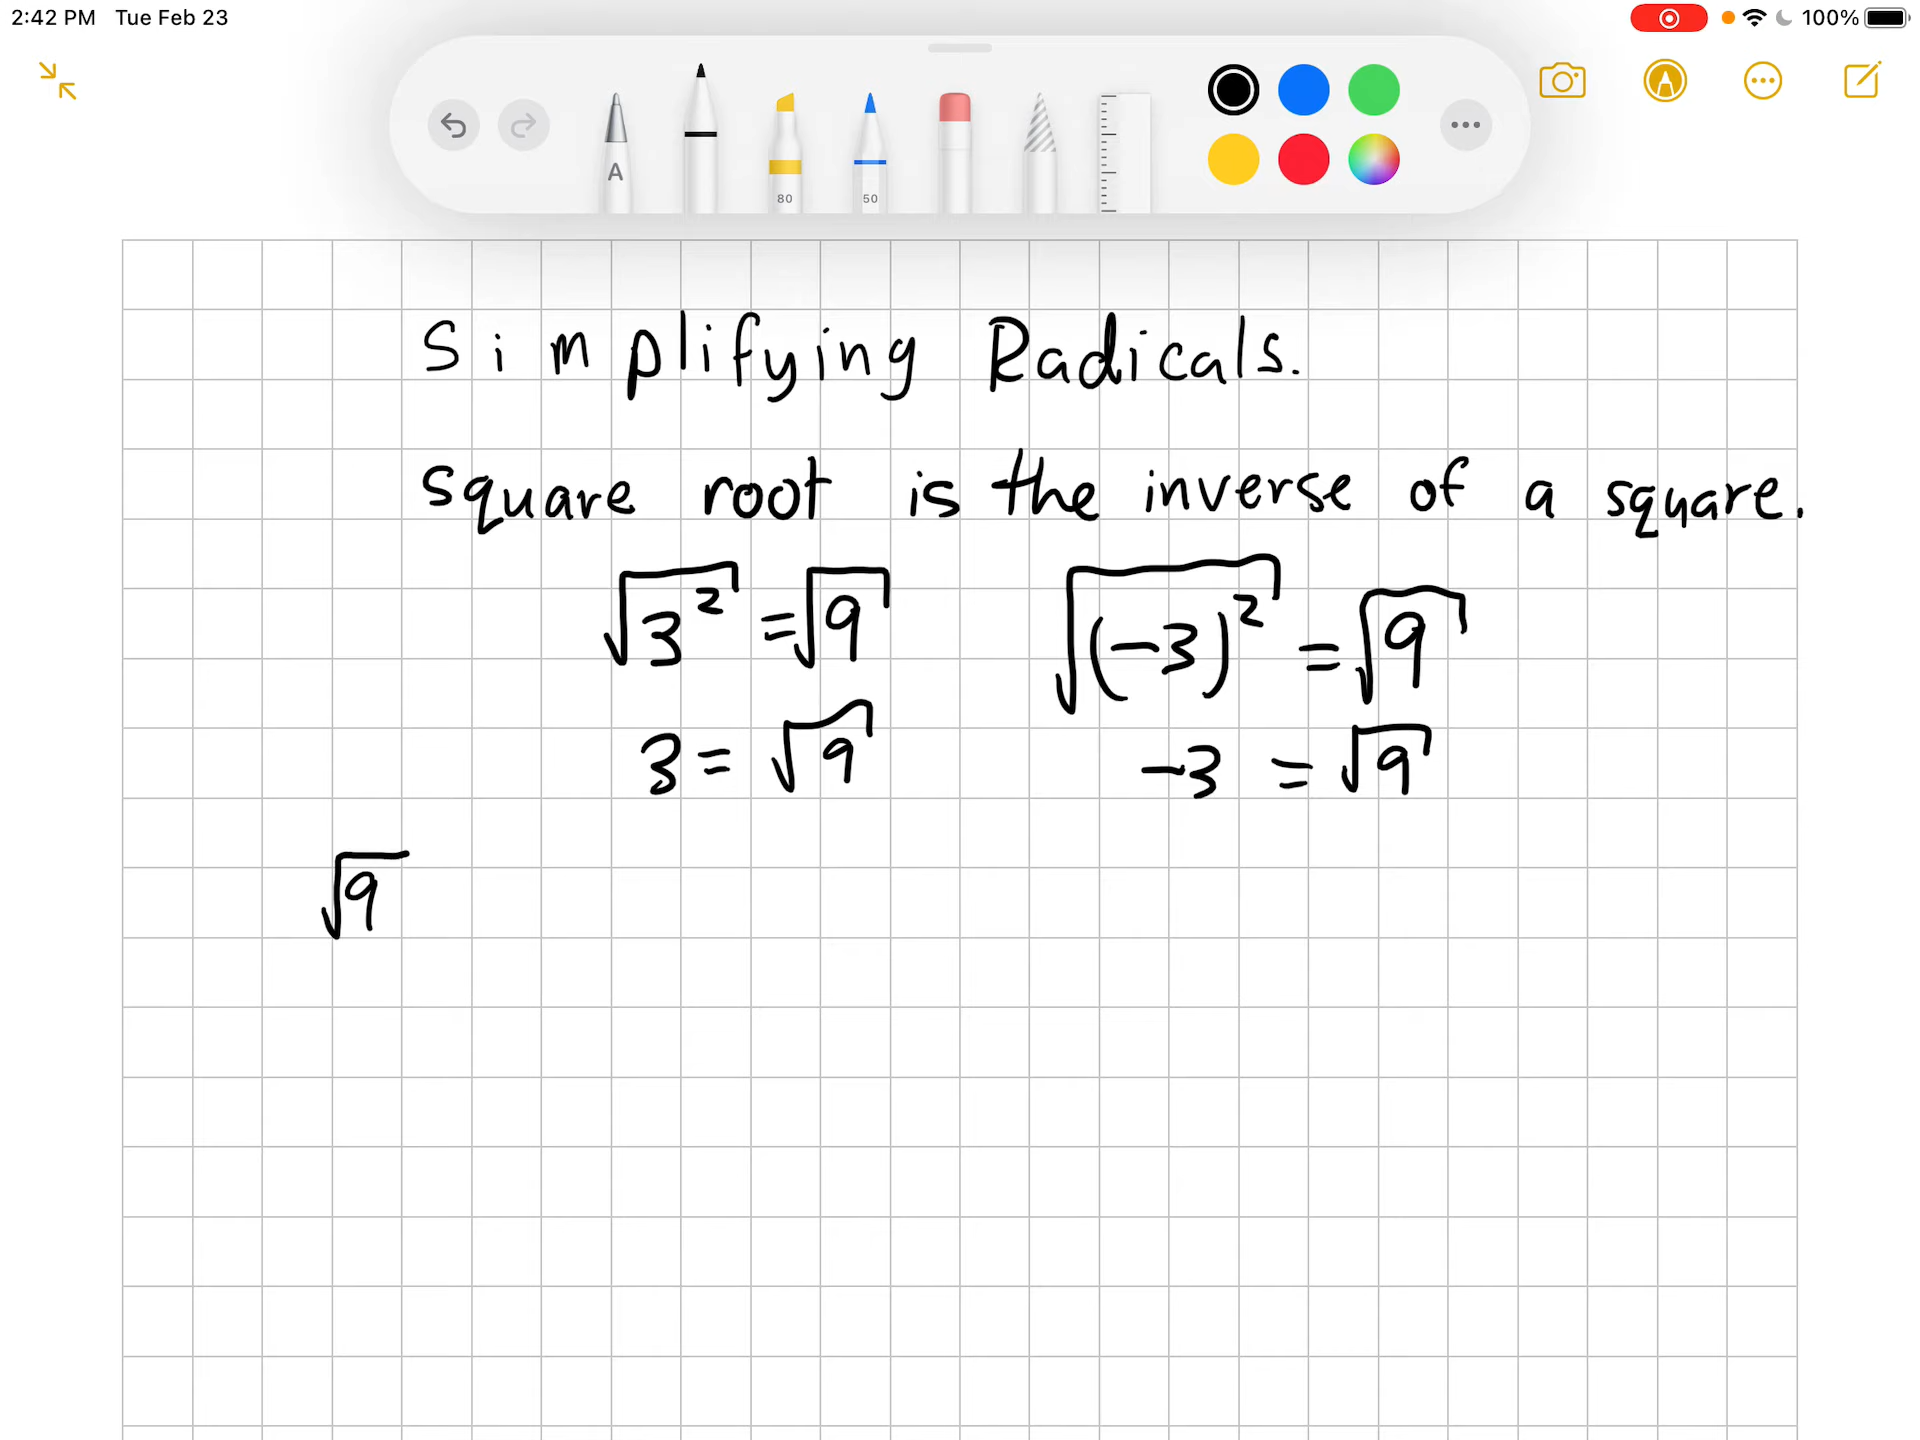 2:42 PM Tue Feb 23 100%
A 80 50
Simplifying Radicals.
square root is the inverse of a square.
√3² = √9 √(-3)² = √9
3 = √9 -3 = √9
√9